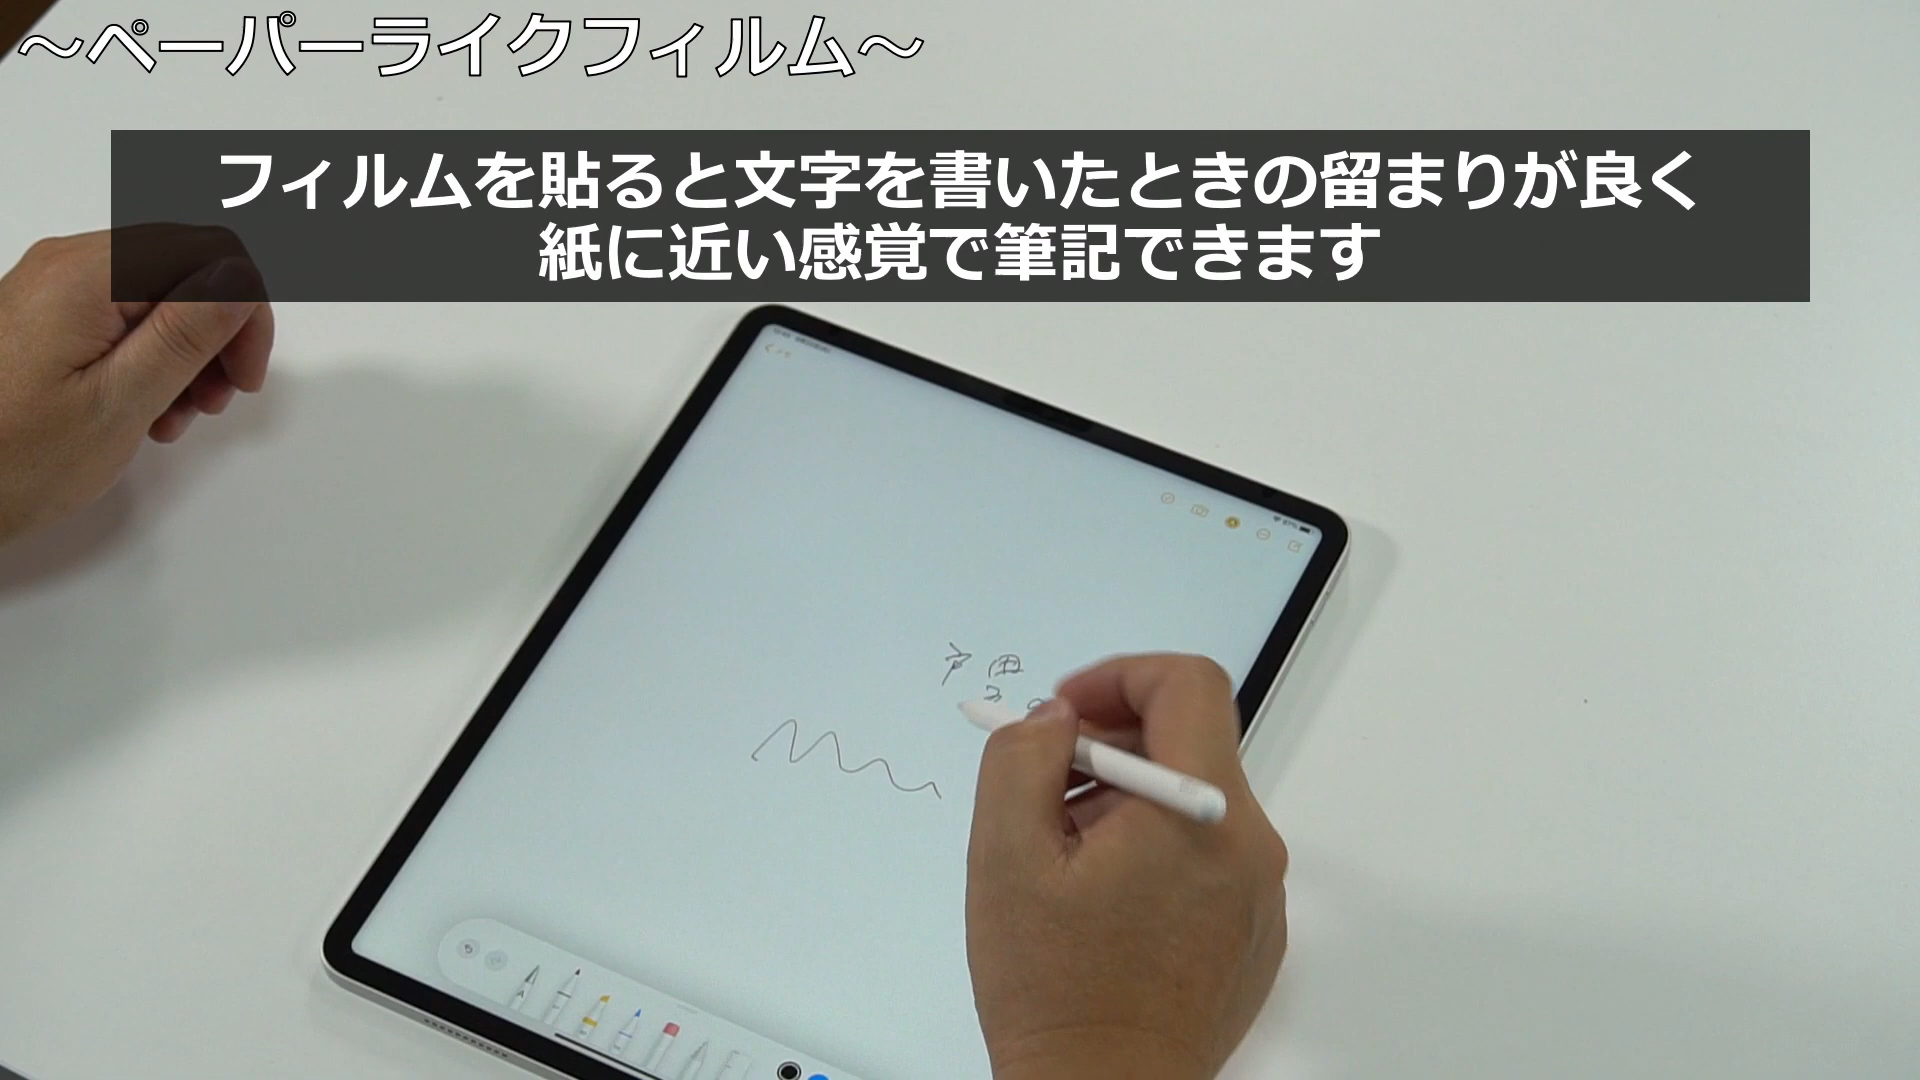 ～ペーパーライクフィルム～
フィルムを貼ると文字を書いたときの留まりが良く
紙に近い感覚で筆記できます